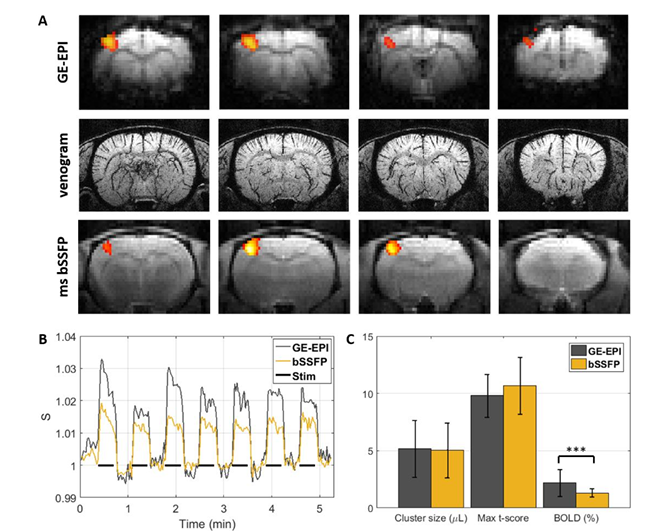 A
GE-EPI
venogram
ms bSSFP
B
1.04
1.03
1.02
1.01
1
0.99
S
0
1
2
3
4
5
Time (min)
GE-EPI
bSSFP
Stim
C
15
10
5
0
GE-EPI
bSSFP
***
Cluster size (μL)
Max t-score
BOLD (%)